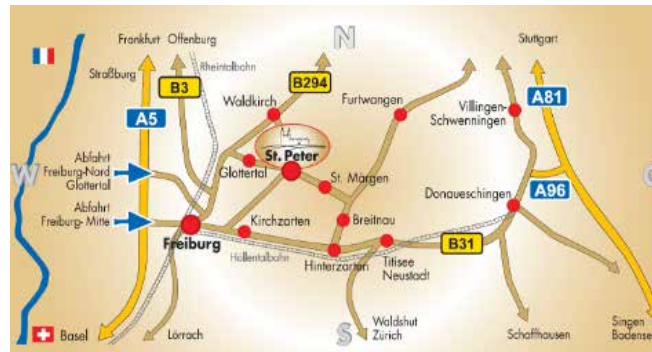 Frankfurt Offenburg
N
Stuttgart
Straßburg
Rheintalbahn
B3
B294
A81
A5
Waldkirch
Furtwangen
Villingen-
Schwenningen
Abfahrt
Freiburg-Nord
Glottertal
W
St. Peter
Glottertal
St. Märgen
Donaueschingen
A96
O
Abfahrt
Freiburg-Mitte
Freiburg
Kirchzarten
Breitnau
Höllentalbahn
Hinterzarten
Titisee
Neustadt
B31
Basel
Lörrach
S
Waldshut
Zürich
Schaffhausen
Singen
Bodensee